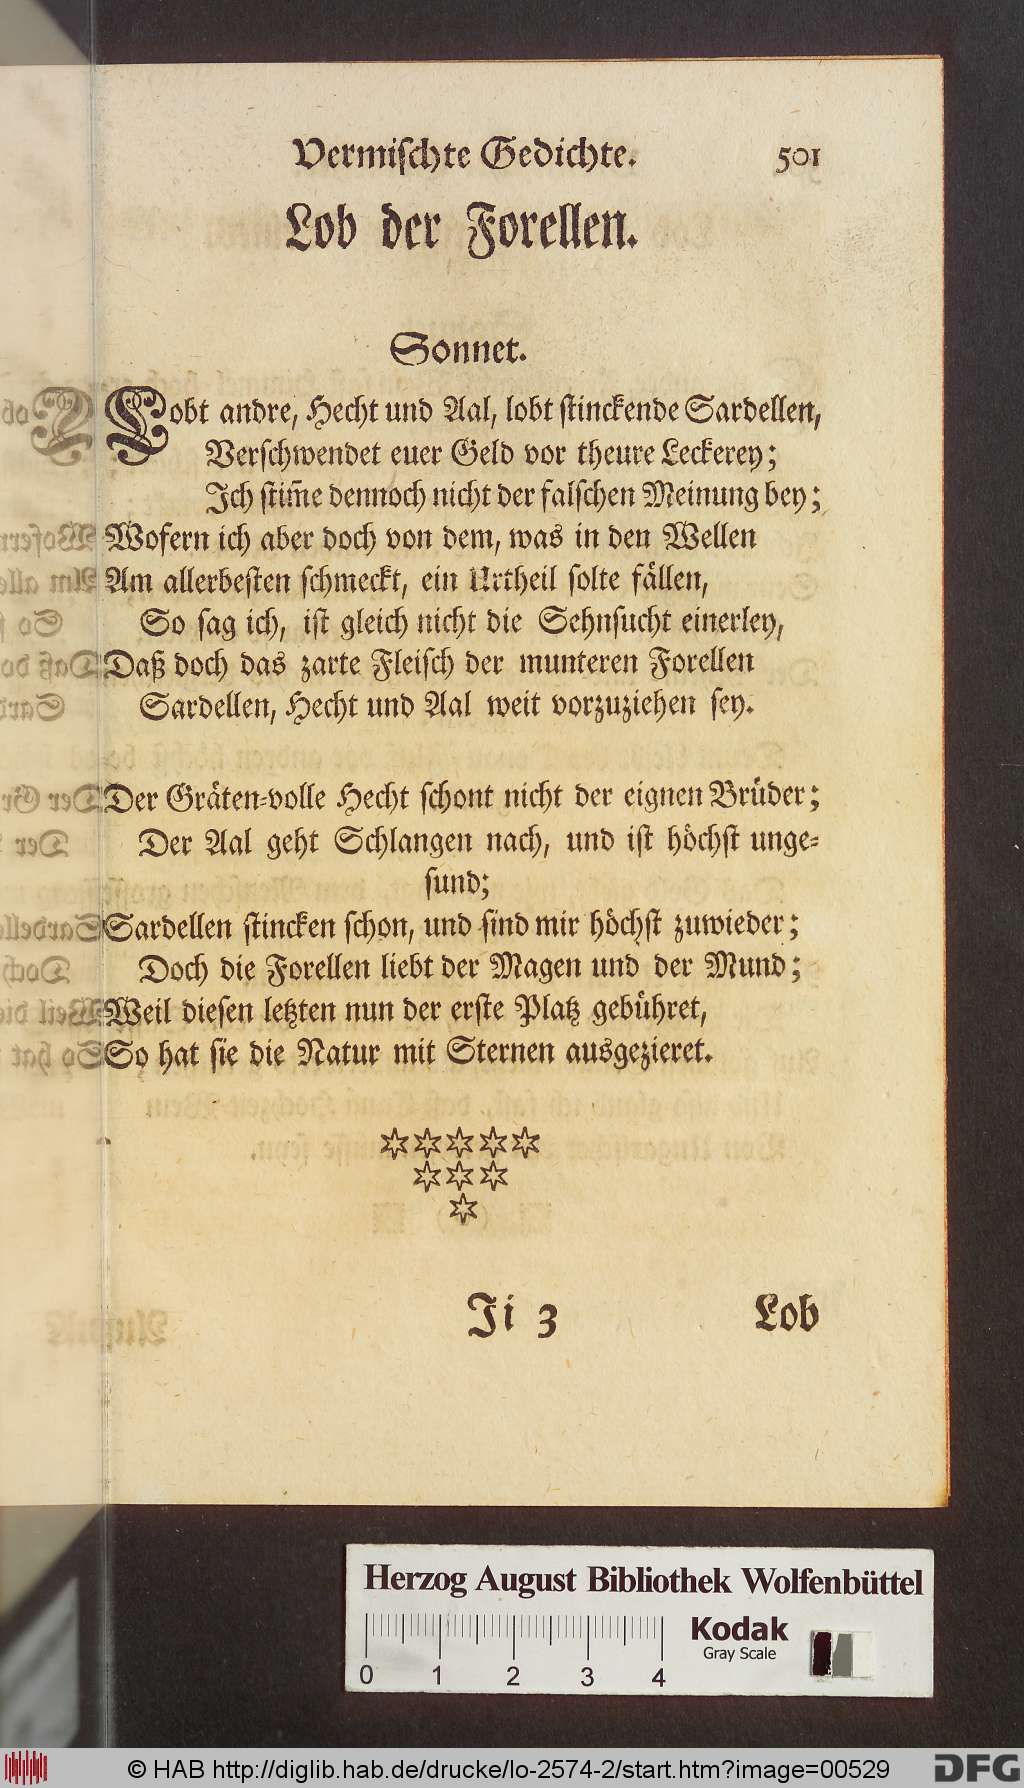 Vermischte Gedichte. 501
Lob der Forellen.
Sonnet.
Lobt andre, Hecht und Aal, lobt stinckende Sardellen,
Verschwendet euer Geld vor theure Leckerey;
Ich stim̅e dennoch nicht der falschen Meinung bey;
Wofern ich aber doch von dem, was in den Wellen
Am allerbesten schmeckt, ein Urtheil solte fällen,
So sag ich, ist gleich nicht die Sehnsucht einerley,
Daß doch das zarte Fleisch der munteren Forellen
Sardellen, Hecht und Aal weit vorzuziehen sey.
Der Gräten-volle Hecht schont nicht der eignen Brüder;
Der Aal geht Schlangen nach, und ist höchst unge-
sund;
Sardellen stincken schon, und sind mir höchst zuwieder;
Doch die Forellen liebt der Magen und der Mund;
Weil diesen letzten nun der erste Platz gebühret,
So hat sie die Natur mit Sternen ausgezieret.
Ii 3 Lob
Herzog August Bibliothek Wolfenbüttel
Kodak
Gray Scale
0 1 2 3 4
© HAB http://diglib.hab.de/drucke/lo-2574-2/start.htm?image=00529
DFG